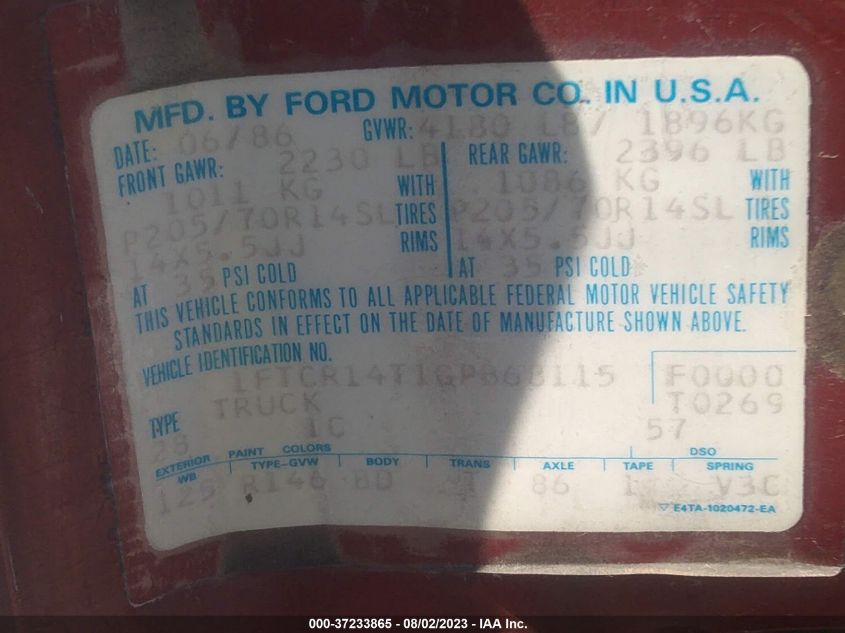 MFD. BY FORD MOTOR CO. IN U.S.A.
DATE: 06/86 GVWR: 4180 LB/ 1896KG
FRONT GAWR: 2230 LB REAR GAWR: 2396 LB
1011 KG WITH 1086 KG WITH
P205/70R14SL TIRES P205/70R14SL TIRES
14X5.5JJ RIMS 14X5.5JJ RIMS
AT 35 PSI COLD AT 35 PSI COLD
THIS VEHICLE CONFORMS TO ALL APPLICABLE FEDERAL MOTOR VEHICLE SAFETY
STANDARDS IN EFFECT ON THE DATE OF MANUFACTURE SHOWN ABOVE.
VEHICLE IDENTIFICATION NO.
1FTCR14T1GPB68115 F0000
TYPE TRUCK T0269
28 1C 57
EXTERIOR PAINT COLORS DSO
WB TYPE-GVW BODY TRANS AXLE TAPE SPRING
125 R146 BD 86 1 V3C
E4TA-1020472-EA
000-37233865 - 08/02/2023 - IAA Inc.